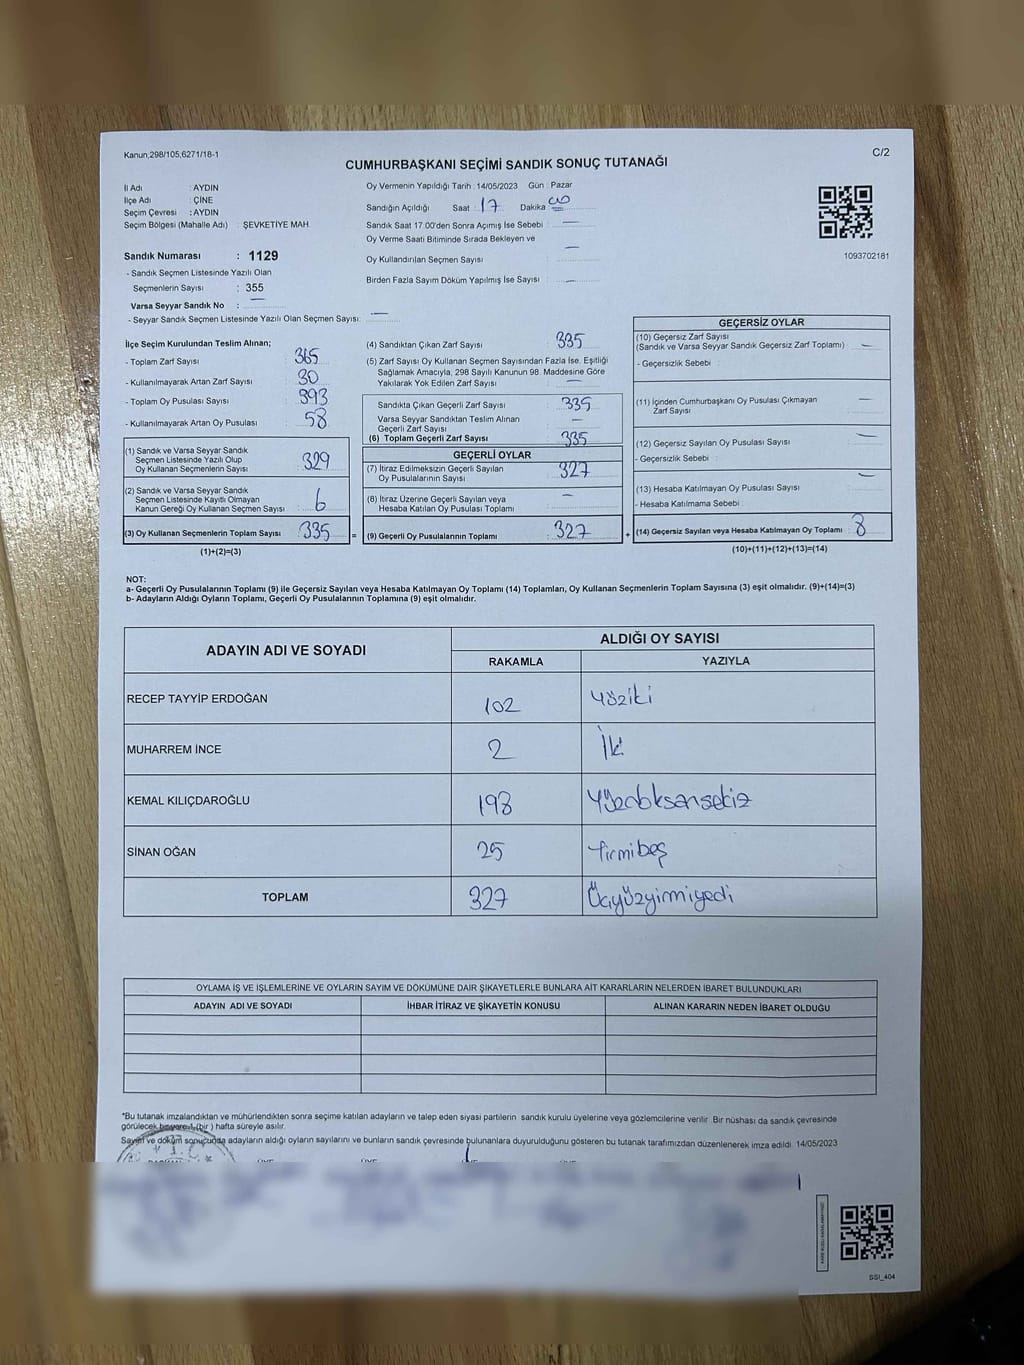 Kanun,298/105,6271/18-1
C/2
CUMHURBAŞKANI SEÇİMİ SANDIK SONUÇ TUTANAĞI
İl Adı : AYDIN
İlçe Adı : ÇİNE
Seçim Çevresi : AYDIN
Seçim Bölgesi (Mahalle Adı) : ŞEVKETİYE MAH.
Oy Vermenin Yapıldığı Tarih : 14/05/2023 Gün : Pazar
Sandığın Açıldığı Saat : 17 Dakika : 00
Sandık Saat 17:00'den Sonra Açımış İse Sebebi : —
Oy Verme Saati Bitiminde Sırada Bekleyen ve
Oy Kullandırılan Seçmen Sayısı : —
Birden Fazla Sayım Döküm Yapılmış İse Sayısı : —
1093702181
Sandık Numarası : 1129
- Sandık Seçmen Listesinde Yazılı Olan
Seçmenlerin Sayısı : 355
Varsa Seyyar Sandık No : —
- Seyyar Sandık Seçmen Listesinde Yazılı Olan Seçmen Sayısı: —
İlçe Seçim Kurulundan Teslim Alınan;
- Toplam Zarf Sayısı : 365
- Kullanılmayarak Artan Zarf Sayısı : 30
- Toplam Oy Pusulası Sayısı : 393
- Kullanılmayarak Artan Oy Pusulası : 58
(1) Sandık ve Varsa Seyyar Sandık
Seçmen Listesinde Yazılı Olup
Oy Kullanan Seçmenlerin Sayısı : 329
(2) Sandık ve Varsa Seyyar Sandık
Seçmen Listesinde Kayıtlı Olmayan
Kanun Gereği Oy Kullanan Seçmen Sayısı : 6
(3) Oy Kullanan Seçmenlerin Toplam Sayısı : 335
(1)+(2)=(3)
(4) Sandıktan Çıkan Zarf Sayısı : 335
(5) Zarf Sayısı Oy Kullanan Seçmen Sayısından Fazla İse, Eşitliği
Sağlamak Amacıyla, 298 Sayılı Kanunun 98. Maddesine Göre
Yakılarak Yok Edilen Zarf Sayısı : —
Sandıkta Çıkan Geçerli Zarf Sayısı : 335
Varsa Seyyar Sandıktan Teslim Alınan
Geçerli Zarf Sayısı : —
(6) Toplam Geçerli Zarf Sayısı : 335
GEÇERLİ OYLAR
(7) İtiraz Edilmeksizin Geçerli Sayılan
Oy Pusulalarının Sayısı : 327
(8) İtiraz Üzerine Geçerli Sayılan veya
Hesaba Katılan Oy Pusulası Toplamı : —
= (9) Geçerli Oy Pusulalarının Toplamı : 327
GEÇERSİZ OYLAR
(10) Geçersiz Zarf Sayısı
(Sandık ve Varsa Seyyar Sandık Geçersiz Zarf Toplamı) : —
- Geçersizlik Sebebi :
(11) İçinden Cumhurbaşkanı Oy Pusulası Çıkmayan
Zarf Sayısı : —
(12) Geçersiz Sayılan Oy Pusulası Sayısı : —
- Geçersizlik Sebebi :
(13) Hesaba Katılmayan Oy Pusulası Sayısı : —
- Hesaba Katılmama Sebebi :
+ (14) Geçersiz Sayılan veya Hesaba Katılmayan Oy Toplamı : 8
(10)+(11)+(12)+(13)=(14)
NOT:
a- Geçerli Oy Pusulalarının Toplamı (9) ile Geçersiz Sayılan veya Hesaba Katılmayan Oy Toplamı (14) Toplamları, Oy Kullanan Seçmenlerin Toplam Sayısına (3) eşit olmalıdır. (9)+(14)=(3)
b- Adayların Aldığı Oyların Toplamı, Geçerli Oy Pusulalarının Toplamına (9) eşit olmalıdır.
ADAYIN ADI VE SOYADI
ALDIĞI OY SAYISI
RAKAMLA YAZIYLA
RECEP TAYYİP ERDOĞAN 102 Yüziki
MUHARREM İNCE 2 İki
KEMAL KILIÇDAROĞLU 198 Yüzdoksansekiz
SİNAN OĞAN 25 Yirmibeş
TOPLAM 327 Üçyüzyirmiyedi
OYLAMA İŞ VE İŞLEMLERİNE VE OYLARIN SAYIM VE DÖKÜMÜNE DAİR ŞİKAYETLERLE BUNLARA AİT KARARLARIN NELERDEN İBARET BULUNDUKLARI
ADAYIN ADI VE SOYADI İHBAR İTİRAZ VE ŞİKAYETİN KONUSU ALINAN KARARIN NEDEN İBARET OLDUĞU
*Bu tutanak imzalandıktan ve mühürlendikten sonra seçime katılan adayların ve talep eden siyasi partilerin sandık kurulu üyelerine veya gözlemcilerine verilir. Bir nüshası da sandık çevresinde
görülecek bir yere 1 (bir ) hafta süreyle asılır.
Sayım ve döküm sonucunda adayların aldığı oyların sayılarını ve bunların sandık çevresinde bulunanlara duyurulduğunu gösteren bu tutanak tarafımızdan düzenlenerek imza edildi. 14/05/2023
SSI_404